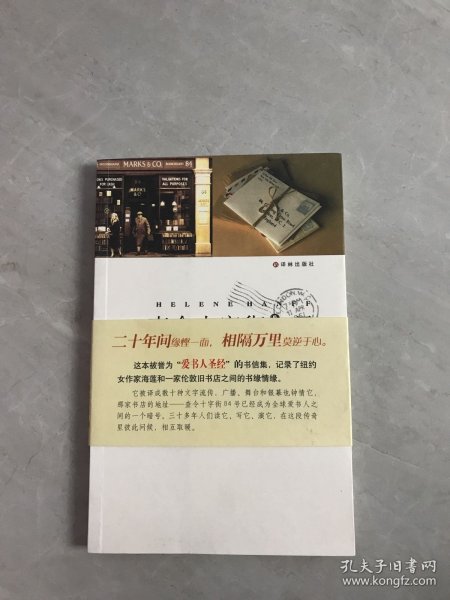 MARKS & CO.
84
译林出版社
HELENE HA
二十年间缘悭一面，相隔万里莫逆于心。
这本被誉为“爱书人圣经”的书信集，记录了纽约
女作家海莲和一家伦敦旧书店之间的书缘情缘。
它被译成数十种文字流传，广播、舞台和银幕也钟情它，
那家书店的地址——查令十字街84号已经成为全球爱书人之
间的一个暗号。三十多年人们读它，写它，演它，在这段传奇
里彼此问候，相互取暖。
孔夫子旧书网
www.kongfz.com